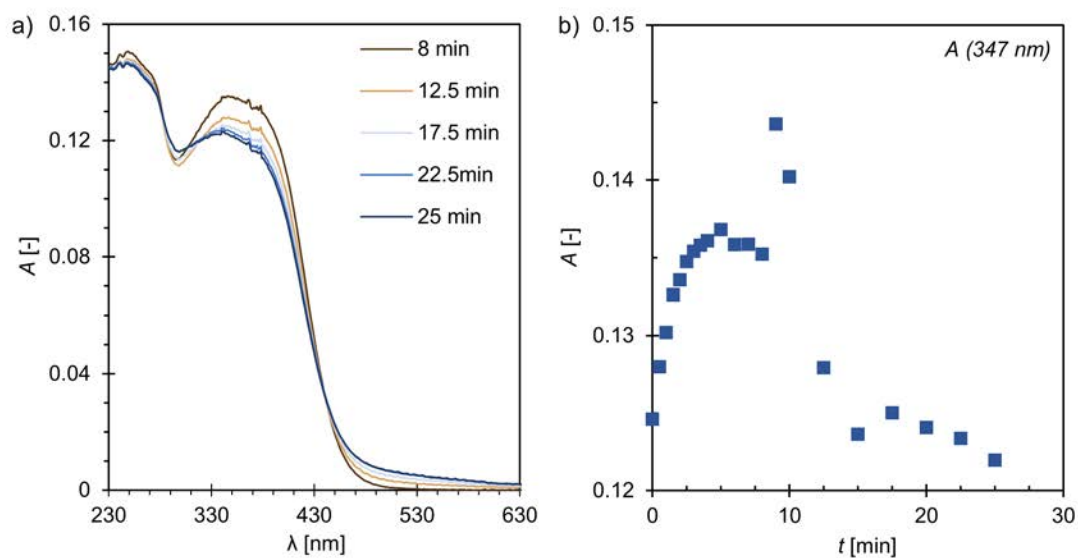 a)
0.16
0.12
0.08
0.04
0
A [-]
230 330 430 530 630
λ [nm]
8 min
12.5 min
17.5 min
22.5min
25 min
b)
A (347 nm)
0.15
0.14
0.13
0.12
A [-]
0 10 20 30
t [min]